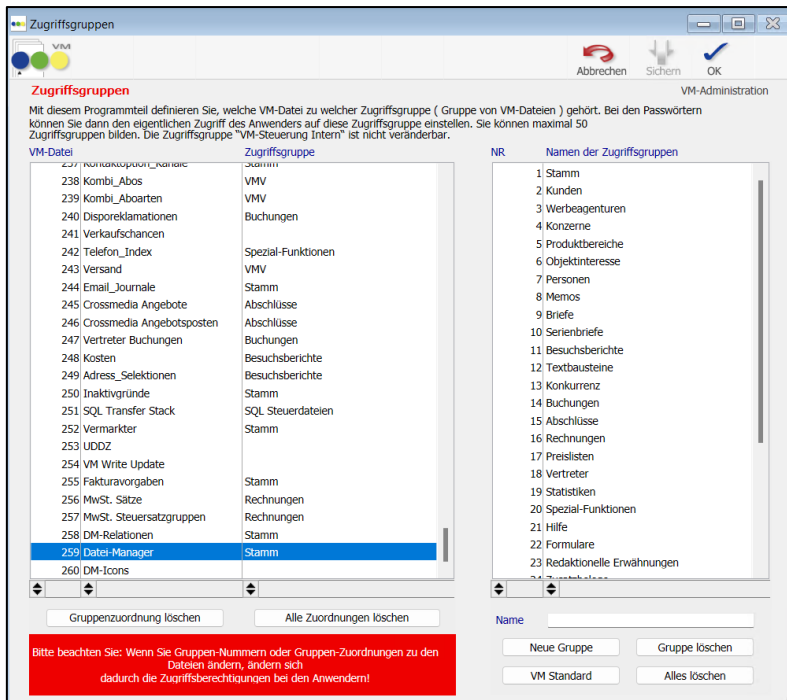 Zugriffsgruppen
VM
Abbrechen Sichern OK
Zugriffsgruppen VM-Administration
Mit diesem Programmteil definieren Sie, welche VM-Datei zu welcher Zugriffsgruppe ( Gruppe von VM-Dateien ) gehört. Bei den Passwörtern
können Sie dann den eigentlichen Zugriff des Anwenders auf diese Zugriffsgruppe einstellen. Sie können maximal 50
Zugriffsgruppen bilden. Die Zugriffsgruppe "VM-Steuerung Intern" ist nicht veränderbar.
VM-Datei Zugriffsgruppe
237 Kontaktoption_Kanäle Stamm
238 Kombi_Abos VMV
239 Kombi_Aboarten VMV
240 Disporeklamationen Buchungen
241 Verkaufschancen
242 Telefon_Index Spezial-Funktionen
243 Versand VMV
244 Email_Journale Stamm
245 Crossmedia Angebote Abschlüsse
246 Crossmedia Angebotsposten Abschlüsse
247 Vertreter Buchungen Buchungen
248 Kosten Besuchsberichte
249 Adress_Selektionen Besuchsberichte
250 Inaktivgründe Stamm
251 SQL Transfer Stack SQL Steuerdateien
252 Vermarkter Stamm
253 UDDZ
254 VM Write Update
255 Fakturavorgaben Stamm
256 MwSt. Sätze Rechnungen
257 MwSt. Steuersatzgruppen Rechnungen
258 DM-Relations Stamm
259 Datei-Manager Stamm
260 DM-Icons
Gruppenzuordnung löschen Alle Zuordnungen löschen
Bitte beachten Sie: Wenn Sie Gruppen-Nummern oder Gruppen-Zuordnungen zu den
Dateien ändern, ändern sich
dadurch die Zugriffsberechtigungen bei den Anwendern!
NR Namen der Zugriffsgruppen
1 Stamm
2 Kunden
3 Werbeagenturen
4 Konzerne
5 Produktbereiche
6 Objektinteresse
7 Personen
8 Memos
9 Briefe
10 Serienbriefe
11 Besuchsberichte
12 Textbausteine
13 Konkurrenz
14 Buchungen
15 Abschlüsse
16 Rechnungen
17 Preislisten
18 Vertreter
19 Statistiken
20 Spezial-Funktionen
21 Hilfe
22 Formulare
23 Redaktionelle Erwähnungen
24 Zusatzbelege
Name
Neue Gruppe Gruppe löschen
VM Standard Alles löschen